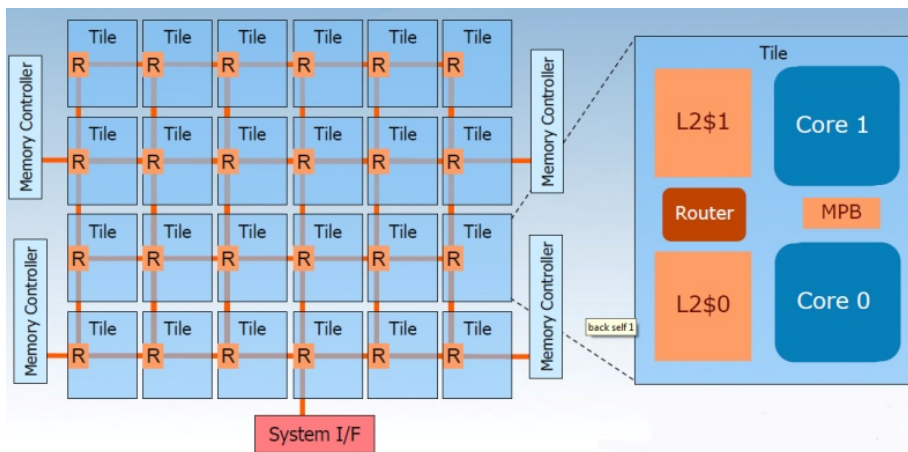 Tile Tile Tile Tile Tile Tile
R R R R R R
Memory Controller
Memory Controller
Tile Tile Tile Tile Tile Tile
R R R R R R
Tile Tile Tile Tile Tile Tile
R R R R R R
Memory Controller
Memory Controller
Tile Tile Tile Tile Tile Tile
R R R R R R
System I/F
Tile
L2$1
Core 1
Router
MPB
L2$0
Core 0
back self 1